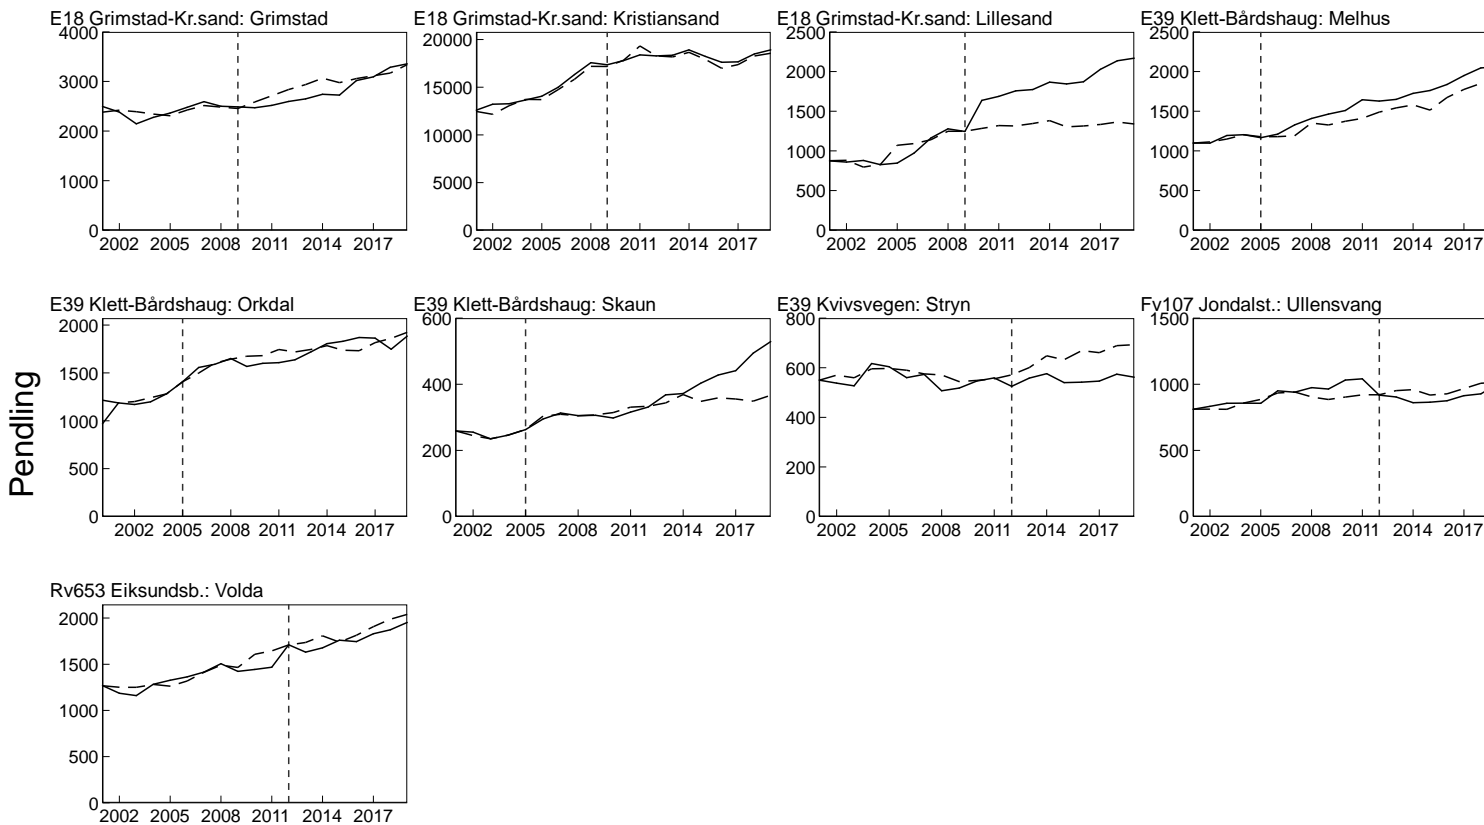 E18 Grimstad-Kr.sand: Grimstad
4000
3000
2000
1000
0
2002 2005 2008 2011 2014 2017
E18 Grimstad-Kr.sand: Kristiansand
20000
15000
10000
5000
0
2002 2005 2008 2011 2014 2017
E18 Grimstad-Kr.sand: Lillesand
2500
2000
1500
1000
500
0
2002 2005 2008 2011 2014 2017
E39 Klett-Bårdshaug: Melhus
2500
2000
1500
1000
500
0
2002 2005 2008 2011 2014 2017
Pendling
E39 Klett-Bårdshaug: Orkdal
2000
1500
1000
500
0
2002 2005 2008 2011 2014 2017
E39 Klett-Bårdshaug: Skaun
600
400
200
0
2002 2005 2008 2011 2014 2017
E39 Kvivsvegen: Stryn
800
600
400
200
0
2002 2005 2008 2011 2014 2017
Fv107 Jondalst.: Ullensvang
1500
1000
500
0
2002 2005 2008 2011 2014 2017
Rv653 Eiksundsb.: Volda
2000
1500
1000
500
0
2002 2005 2008 2011 2014 2017